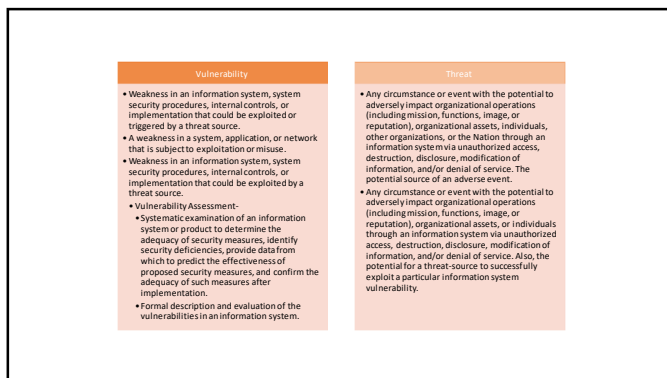 Vulnerability
• Weakness in an information system, system
security procedures, internal controls, or
implementation that could be exploited or
triggered by a threat source.
• A weakness in a system, application, or network
that is subject to exploitation or misuse.
• Weakness in an information system, system
security procedures, internal controls, or
implementation that could be exploited by a
threat source.
• Vulnerability Assessment-
• Systematic examination of an information
system or product to determine the
adequacy of security measures, identify
security deficiencies, provide data from
which to predict the effectiveness of
proposed security measures, and confirm the
adequacy of such measures after
implementation.
• Formal description and evaluation of the
vulnerabilities in an information system.
Threat
• Any circumstance or event with the potential to
adversely impact organizational operations
(including mission, functions, image, or
reputation), organizational assets, individuals,
other organizations, or the Nation through an
information system via unauthorized access,
destruction, disclosure, modification of
information, and/or denial of service. The
potential source of an adverse event.
• Any circumstance or event with the potential to
adversely impact organizational operations
(including mission, functions, image, or
reputation), organizational assets, or individuals
through an information system via unauthorized
access, destruction, disclosure, modification of
information, and/or denial of service. Also, the
potential for a threat-source to successfully
exploit a particular information system
vulnerability.